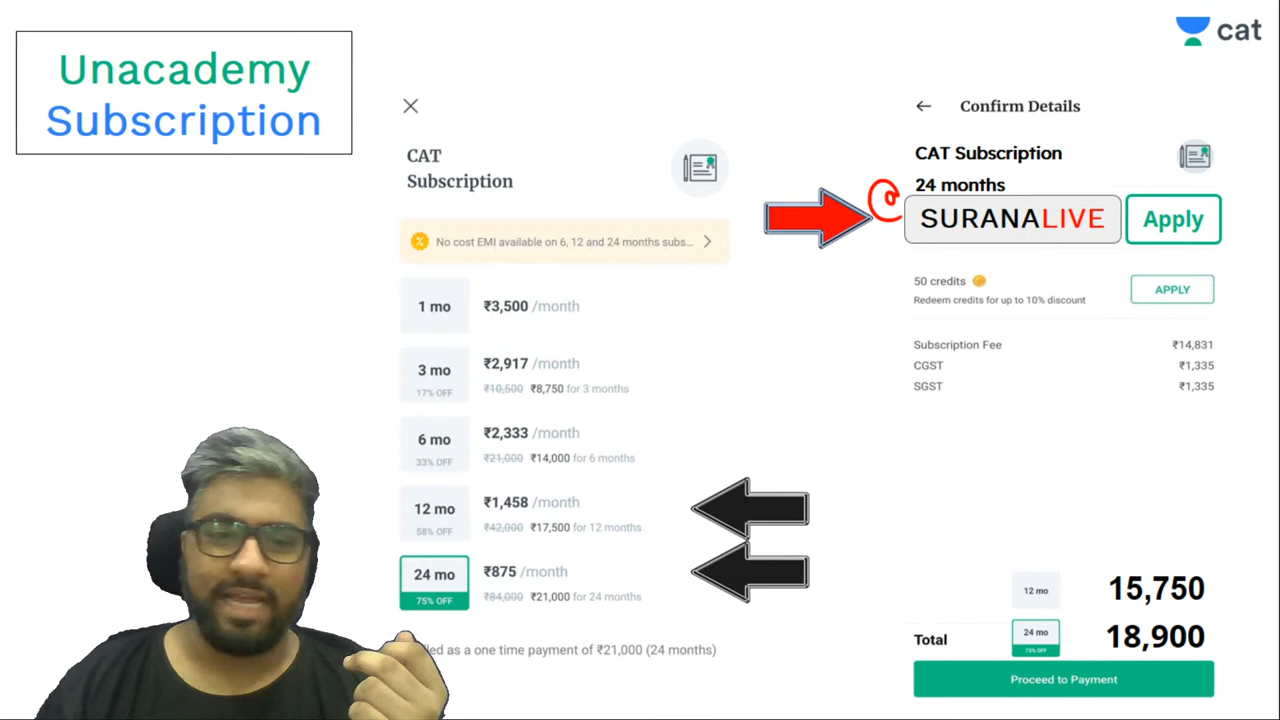 Unacademy
Subscription
cat
CAT
Subscription
No cost EMI available on 6, 12 and 24 months subs...
1 mo
₹3,500 /month
3 mo
17% OFF
₹2,917 /month
₹10,500 ₹8,750 for 3 months
6 mo
33% OFF
₹2,333 /month
₹21,000 ₹14,000 for 6 months
12 mo
58% OFF
₹1,458 /month
₹42,000 ₹17,500 for 12 months
24 mo
75% OFF
₹875 /month
₹84,000 ₹21,000 for 24 months
as a one time payment of ₹21,000 (24 months)
Confirm Details
CAT Subscription
24 months
SURANALIVE
Apply
50 credits
Redeem credits for up to 10% discount
APPLY
Subscription Fee ₹14,831
CGST ₹1,335
SGST ₹1,335
12 mo 15,750
Total
24 mo
75% OFF
18,900
Proceed to Payment